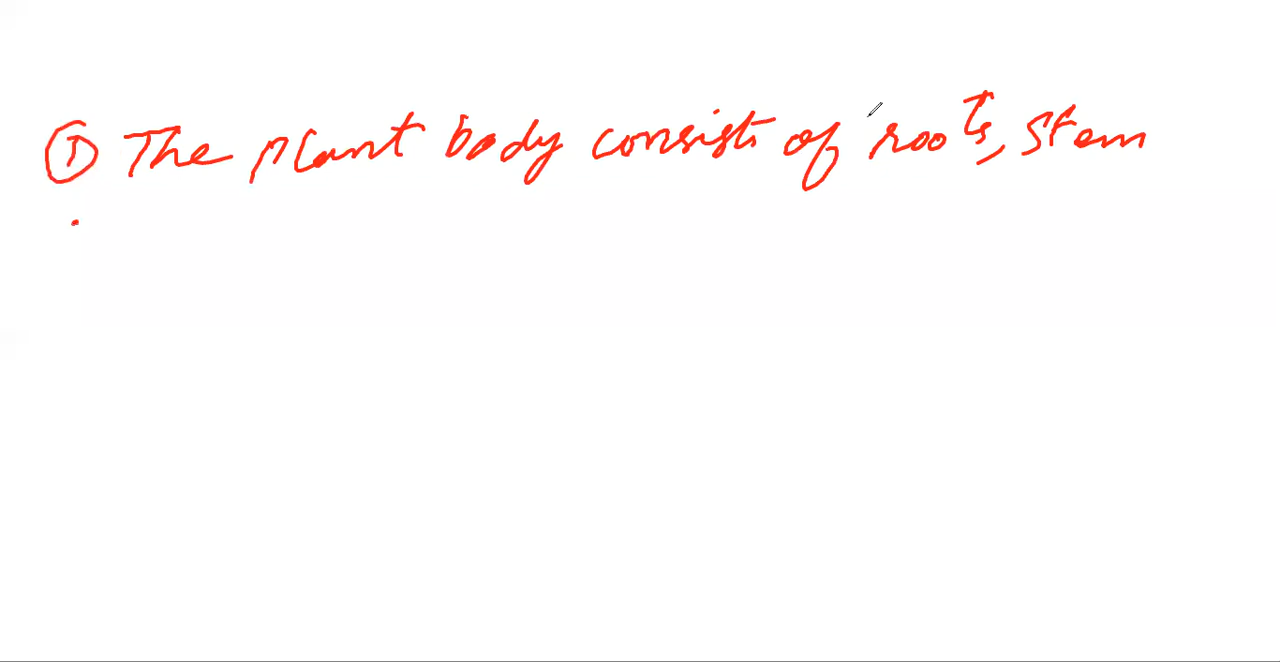 ① The plant body consists of roots, stem